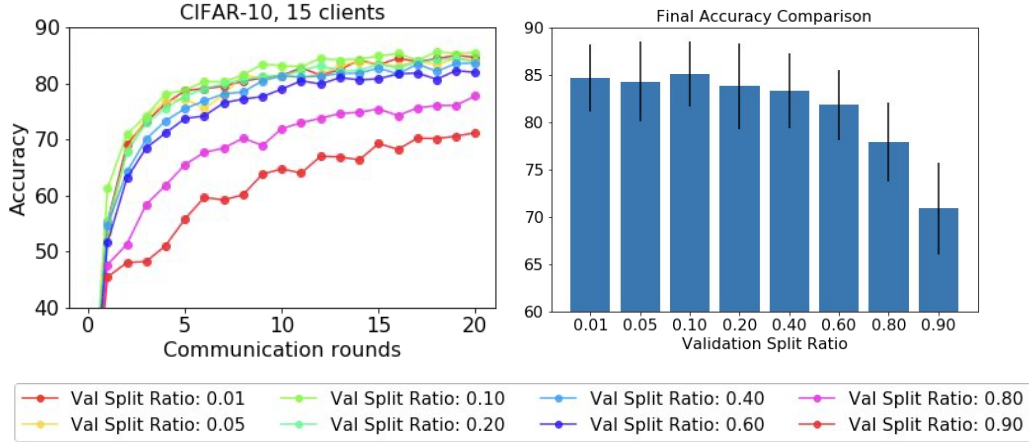 CIFAR-10, 15 clients
90
80
70
60
50
40
Accuracy
0 5 10 15 20
Communication rounds
Final Accuracy Comparison
90
85
80
75
70
65
60
0.01 0.05 0.10 0.20 0.40 0.60 0.80 0.90
Validation Split Ratio
Val Split Ratio: 0.01 Val Split Ratio: 0.10 Val Split Ratio: 0.40 Val Split Ratio: 0.80
Val Split Ratio: 0.05 Val Split Ratio: 0.20 Val Split Ratio: 0.60 Val Split Ratio: 0.90